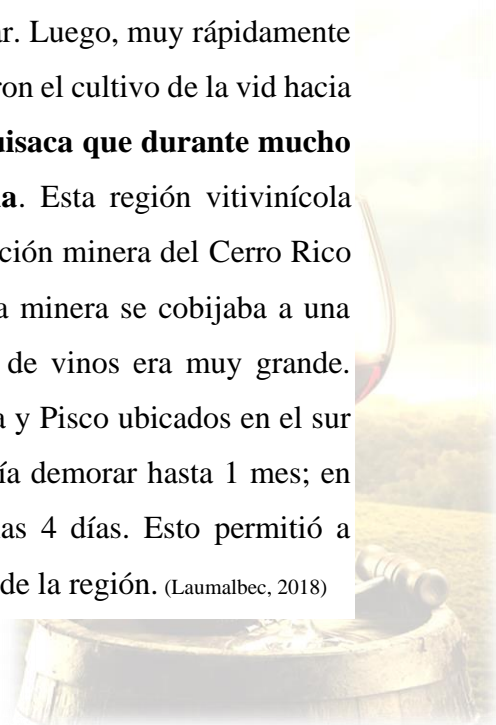 ar. Luego, muy rápidamente
on el cultivo de la vid hacia
uisaca que durante mucho
a. Esta región vitivinícola
ción minera del Cerro Rico
a minera se cobijaba a una
de vinos era muy grande.
a y Pisco ubicados en el sur
ía demorar hasta 1 mes; en
as 4 días. Esto permitió a
de la región. (Laumalbec, 2018)